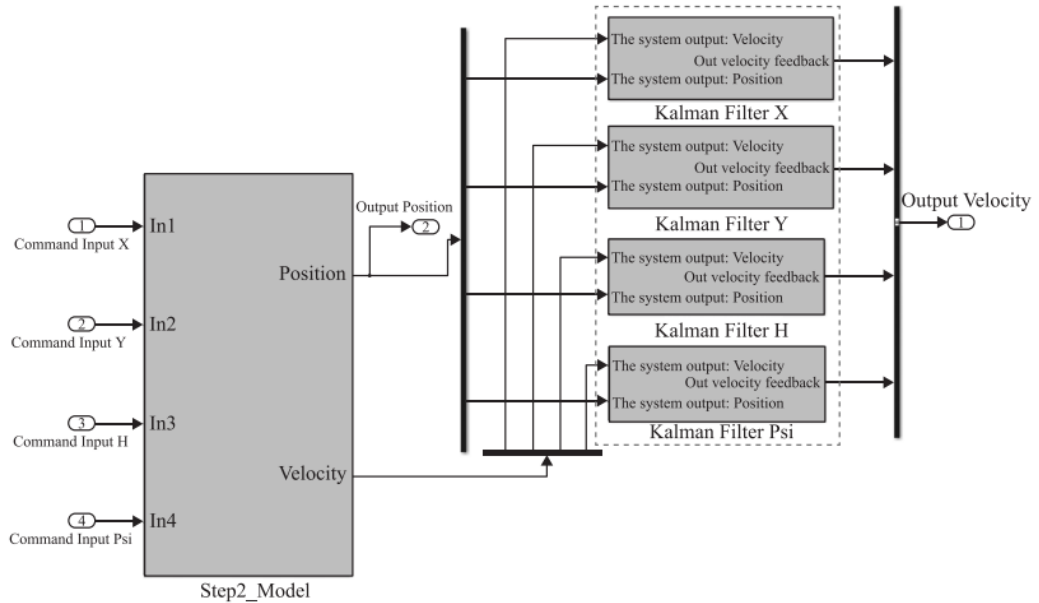 1
Command Input X
2
Command Input Y
3
Command Input H
4
Command Input Psi
In1
In2
In3
In4
Position
Velocity
Step2_Model
Output Position
2
The system output: Velocity
Out velocity feedback
The system output: Position
Kalman Filter X
The system output: Velocity
Out velocity feedback
The system output: Position
Kalman Filter Y
The system output: Velocity
Out velocity feedback
The system output: Position
Kalman Filter H
The system output: Velocity
Out velocity feedback
The system output: Position
Kalman Filter Psi
Output Velocity
1